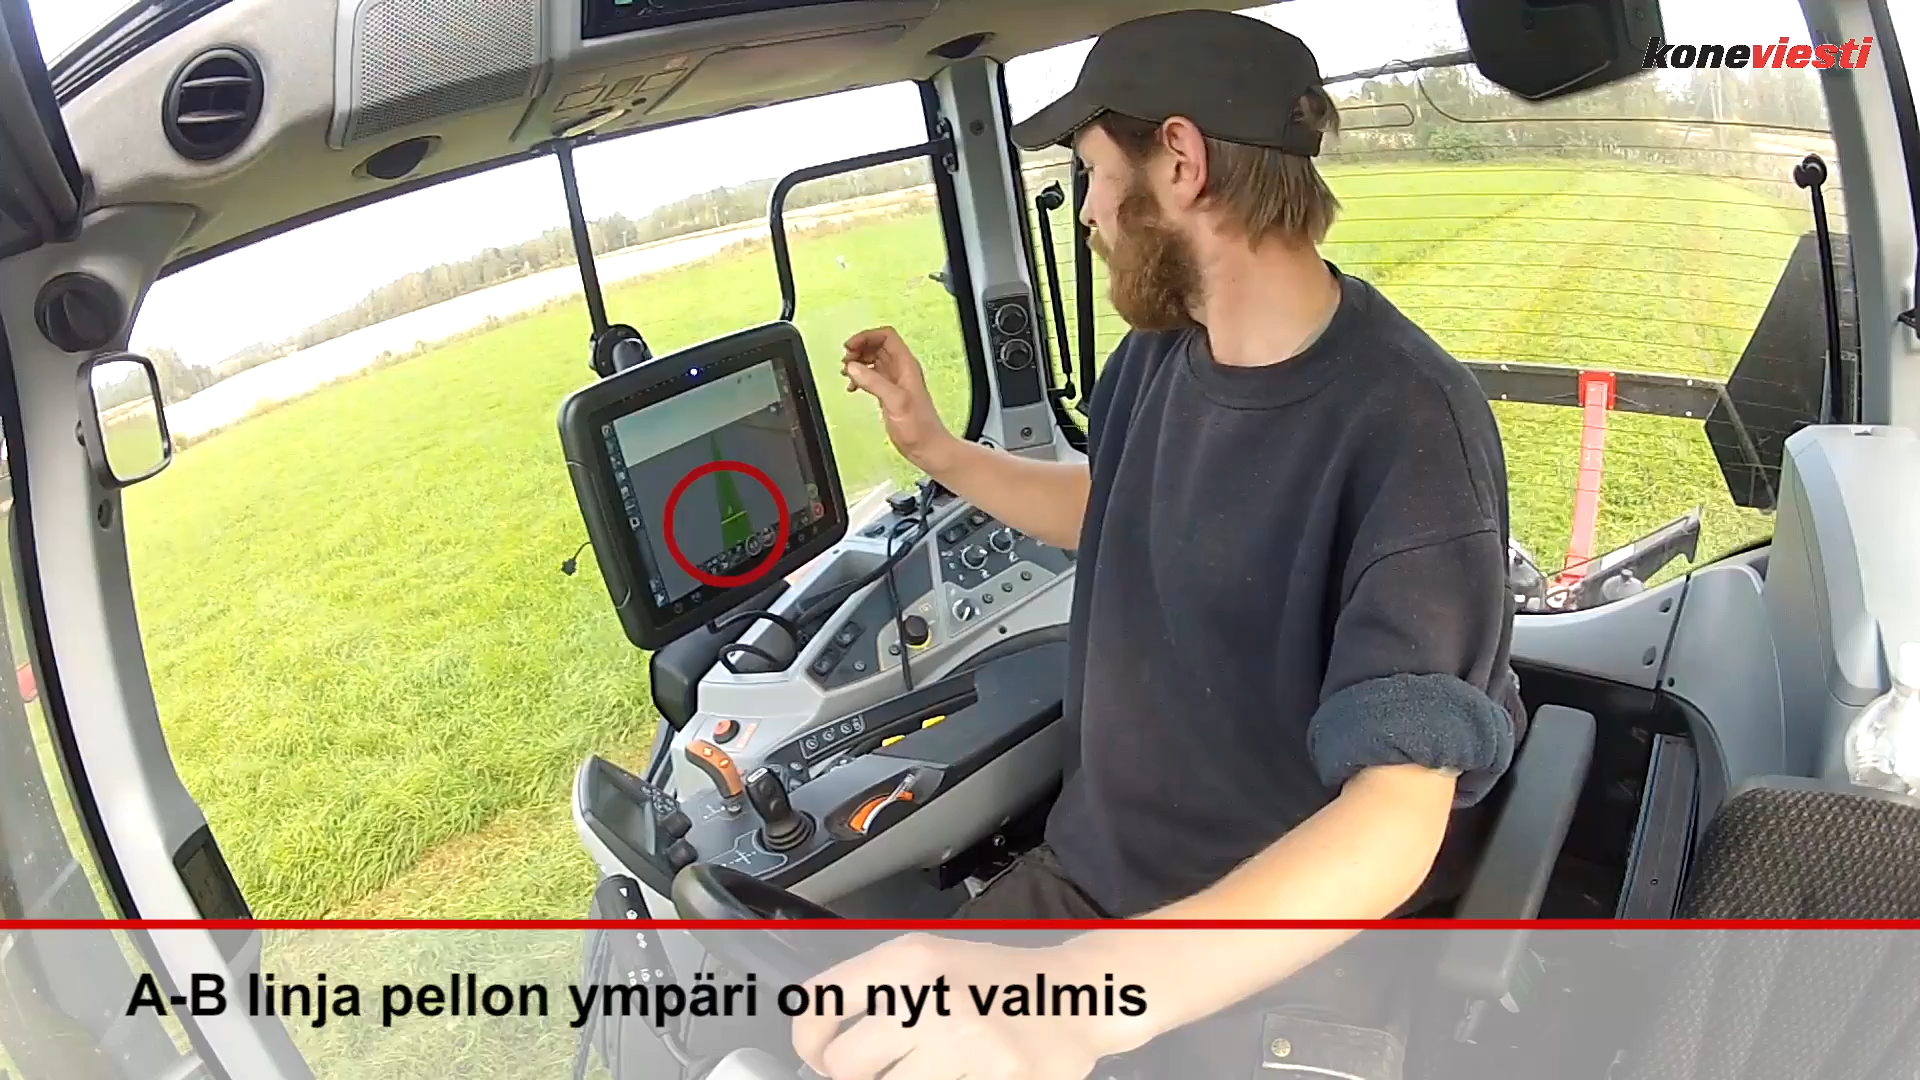 koneviesti
A-B linja pellon ympäri on nyt valmis